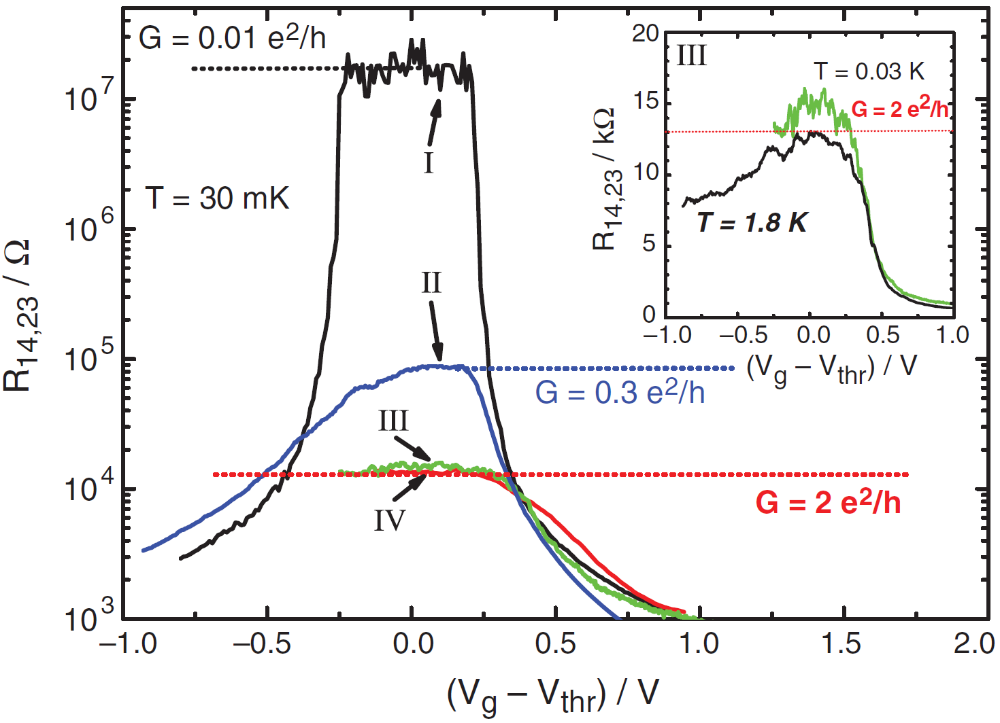 G = 0.01 e²/h
T = 30 mK
I
II
III
IV
G = 0.3 e²/h
G = 2 e²/h
R14,23 / Ω
10⁷
10⁶
10⁵
10⁴
10³
−1.0 −0.5 0.0 0.5 1.0 1.5 2.0
(Vg − Vthr) / V
III
T = 0.03 K
G = 2 e²/h
T = 1.8 K
R14,23 / kΩ
20
15
10
5
0
−1.0 −0.5 0.0 0.5 1.0
(Vg − Vthr) / V